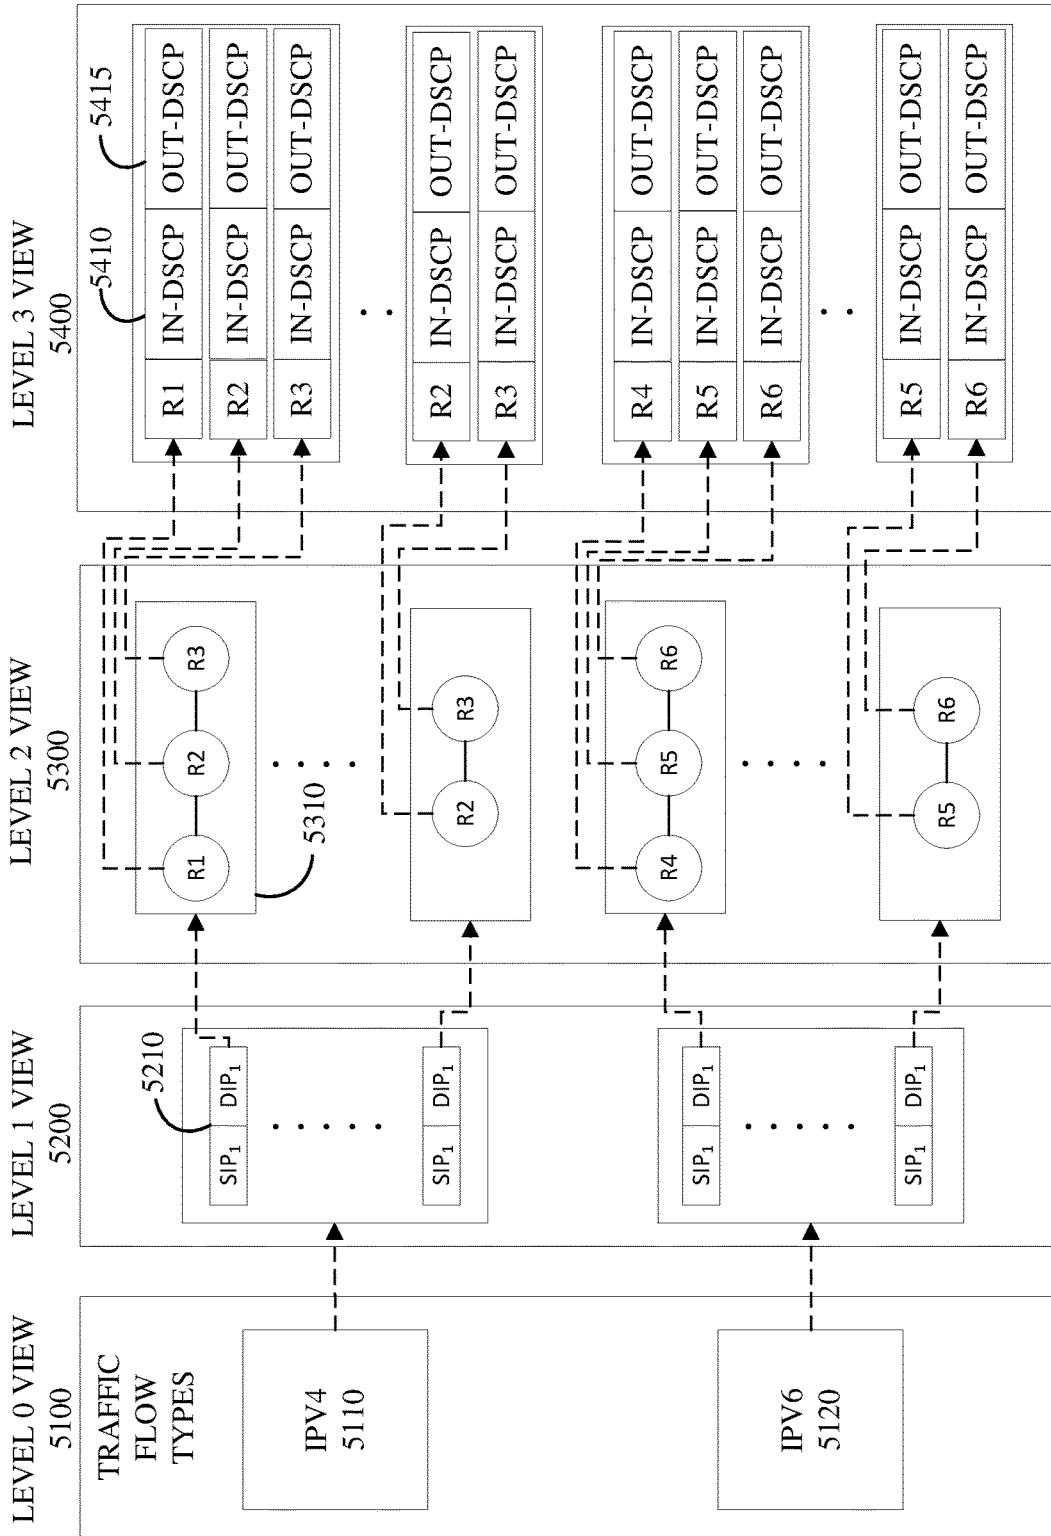 LEVEL 0 VIEW
5100
TRAFFIC
FLOW
TYPES
IPV4
5110
IPV6
5120
LEVEL 1 VIEW
5200
5210
SIP₁ DIP₁
SIP₁ DIP₁
SIP₁ DIP₁
SIP₁ DIP₁
LEVEL 2 VIEW
5300
R1 R2 R3
5310
R2 R3
R4 R5 R6
R5 R6
LEVEL 3 VIEW
5400
5410 5415
R1 IN-DSCP OUT-DSCP
R2 IN-DSCP OUT-DSCP
R3 IN-DSCP OUT-DSCP
R2 IN-DSCP OUT-DSCP
R3 IN-DSCP OUT-DSCP
R4 IN-DSCP OUT-DSCP
R5 IN-DSCP OUT-DSCP
R6 IN-DSCP OUT-DSCP
R5 IN-DSCP OUT-DSCP
R6 IN-DSCP OUT-DSCP